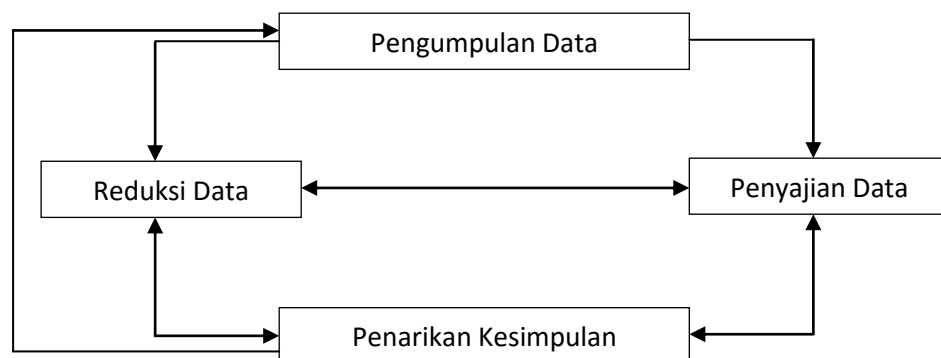 Pengumpulan Data
Reduksi Data
Penyajian Data
Penarikan Kesimpulan